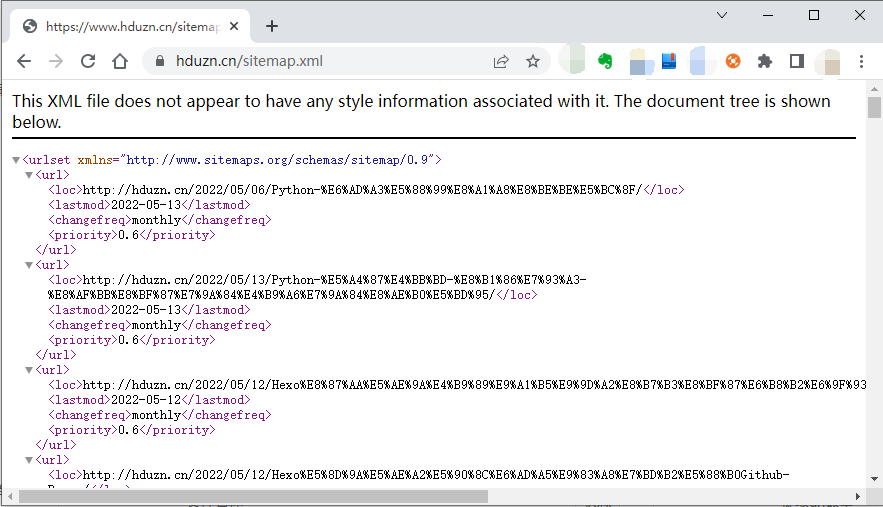 https://www.hduzn.cn/sitemap
hduzn.cn/sitemap.xml
This XML file does not appear to have any style information associated with it. The document tree is shown
below.
<urlset xmlns="http://www.sitemaps.org/schemas/sitemap/0.9">
<url>
<loc>http://hduzn.cn/2022/05/06/Python-%E6%AD%A3%E5%88%99%E8%A1%A8%E8%BE%BE%E5%BC%8F/</loc>
<lastmod>2022-05-13</lastmod>
<changefreq>monthly</changefreq>
<priority>0.6</priority>
</url>
<url>
<loc>http://hduzn.cn/2022/05/13/Python-%E5%A4%87%E4%BB%BD-%E8%B1%86%E7%93%A3-
%E8%AF%BB%E8%BF%87%E7%9A%84%E4%B9%A6%E7%9A%84%E8%AE%B0%E5%BD%95/</loc>
<lastmod>2022-05-13</lastmod>
<changefreq>monthly</changefreq>
<priority>0.6</priority>
</url>
<url>
<loc>http://hduzn.cn/2022/05/12/Hexo%E8%87%AA%E5%AE%9A%E4%B9%89%E9%A1%B5%E9%9D%A2%E8%B7%B3%E8%BF%87%E6%B8%B2%E6%9F%93
<lastmod>2022-05-12</lastmod>
<changefreq>monthly</changefreq>
<priority>0.6</priority>
</url>
<url>
<loc>http://hduzn.cn/2022/05/12/Hexo%E5%8D%9A%E5%AE%A2%E5%90%8C%E6%AD%A5%E9%83%A8%E7%BD%B2%E5%88%B0Github-